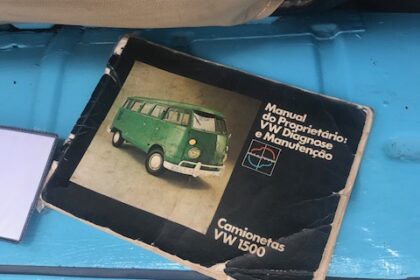 Manual
do Proprietário:
VW Diagnose
e Manutenção
Camionetas
VW 1500